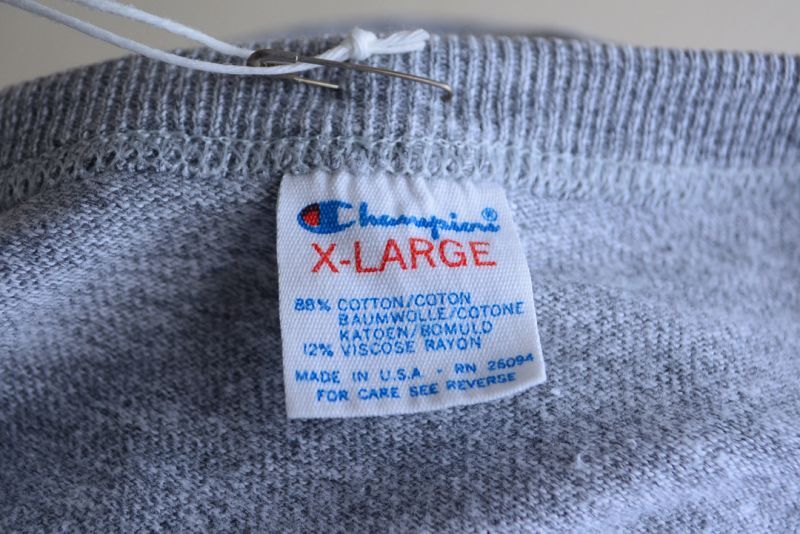 Champion®
X-LARGE
88% COTTON/COTON
BAUMWOLLE/COTONE
KATOEN/BOMULD
12% VISCOSE RAYON
MADE IN U.S.A - RN 26094
FOR CARE SEE REVERSE